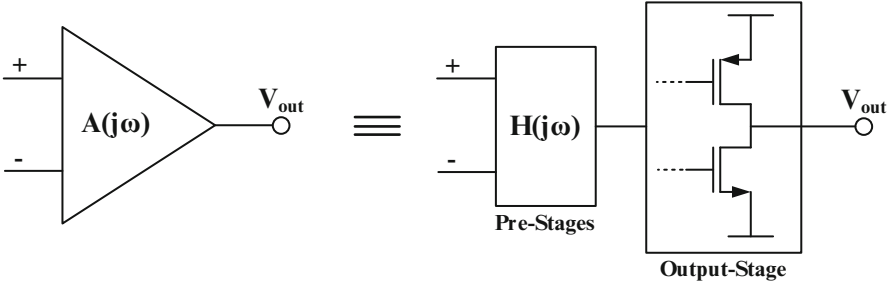 +
-
A(jω)
Vout
+
-
H(jω)
Pre-Stages
Vout
Output-Stage